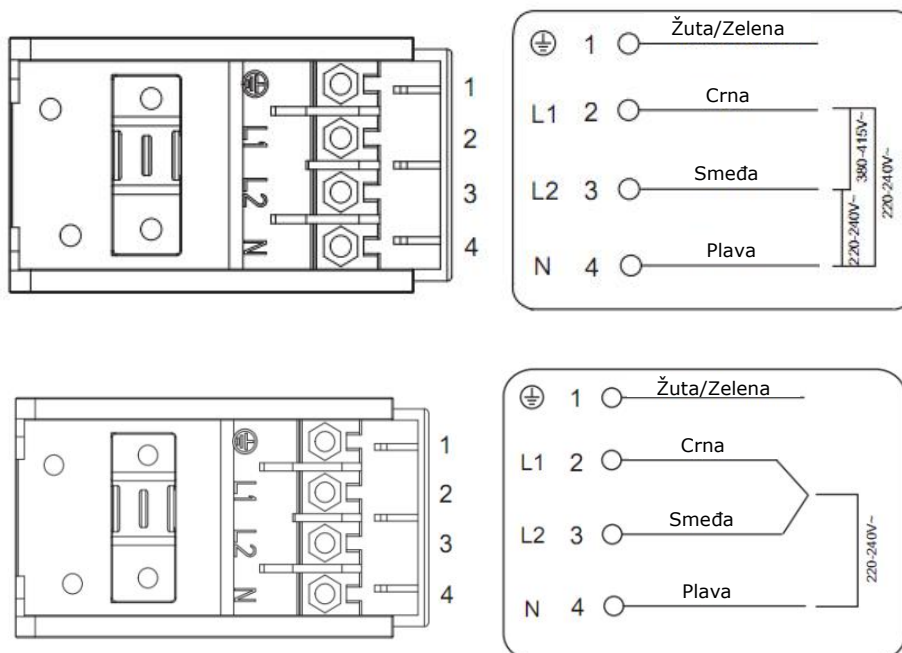 L1
L2
N
1
2
3
4
1 Žuta/Zelena
L1 2 Crna
L2 3 Smeđa
N 4 Plava
380-415V~
220-240V~
220-240V~
L1
L2
N
1
2
3
4
1 Žuta/Zelena
L1 2 Crna
L2 3 Smeđa
N 4 Plava
220-240V~